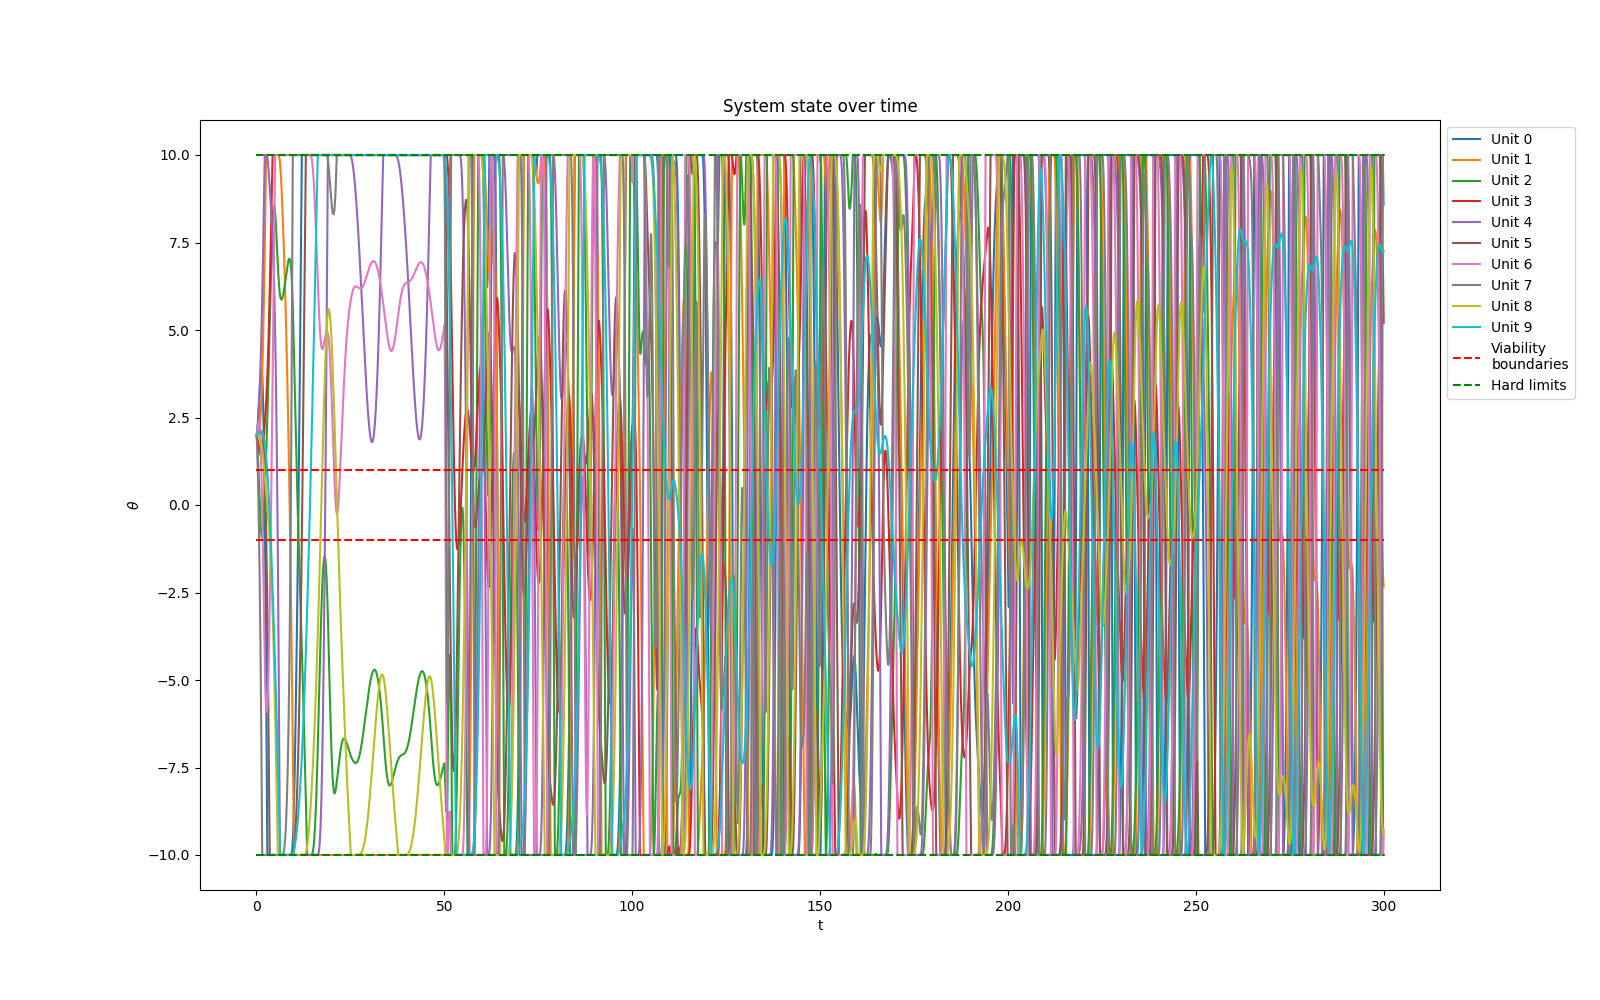 System state over time
10.0
7.5
5.0
2.5
0.0
−2.5
−5.0
−7.5
−10.0
θ
0
50
100
150
200
250
300
t
Unit 0
Unit 1
Unit 2
Unit 3
Unit 4
Unit 5
Unit 6
Unit 7
Unit 8
Unit 9
Viability
boundaries
Hard limits